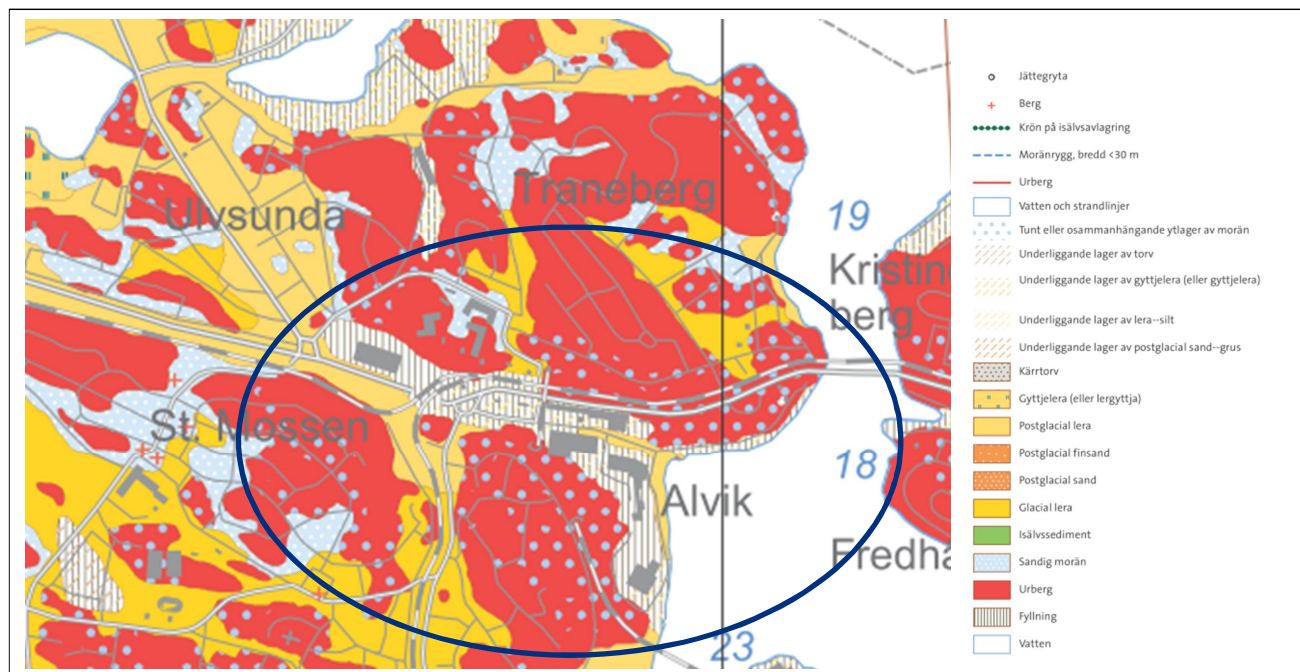 Ulvsunda
Traneberg
19
Kristineberg
St. Mossen
18
Alvik
23
Jättegryta
Berg
Krön på isälvsavlagring
Moränrygg, bredd <30 m
Urberg
Vatten och strandlinjer
Tunt eller osammanhängande ytlager av morän
Underliggande lager av torv
Underliggande lager av gyttjelera (eller gyttjelera)
Underliggande lager av lera--silt
Underliggande lager av postglacial sand--grus
Kärrtorv
Gyttjelera (eller lergyttja)
Postglacial lera
Postglacial finsand
Postglacial sand
Glacial lera
Isälvssediment
Sandig morän
Urberg
Fyllning
Vatten